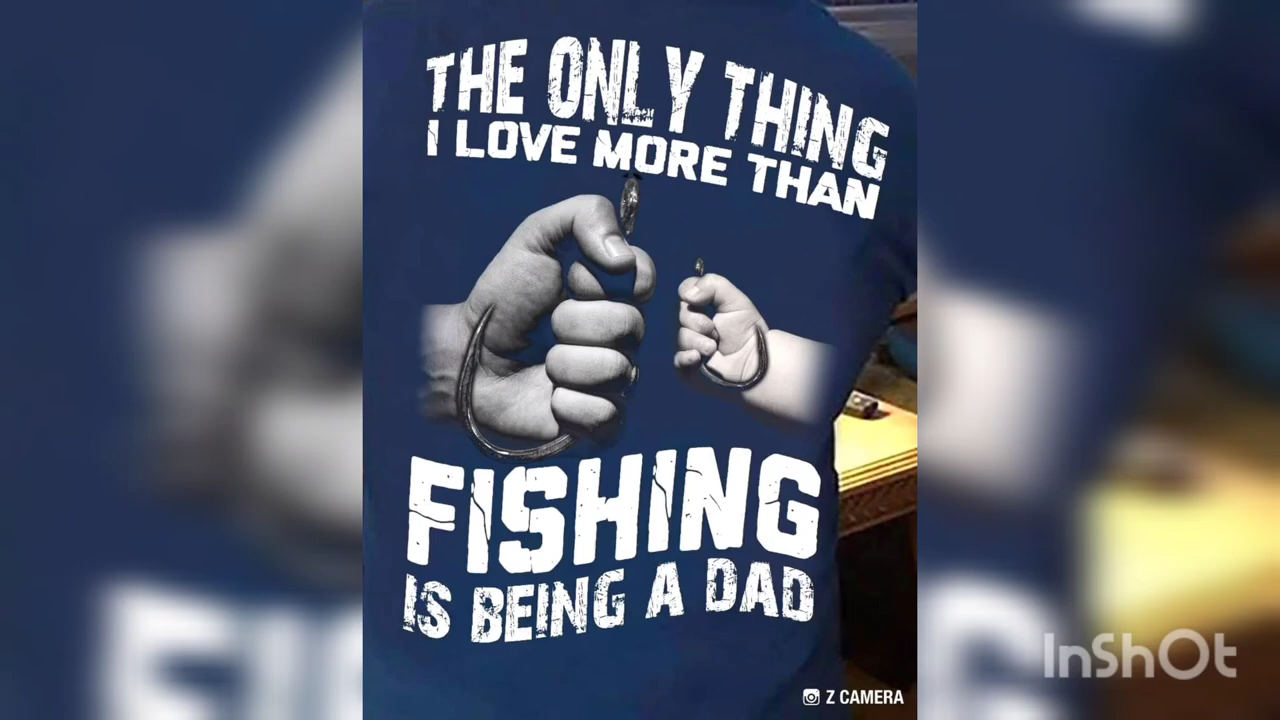 THE ONLY THING
I LOVE MORE THAN
FISHING
IS BEING A DAD
Z CAMERA
InShOt